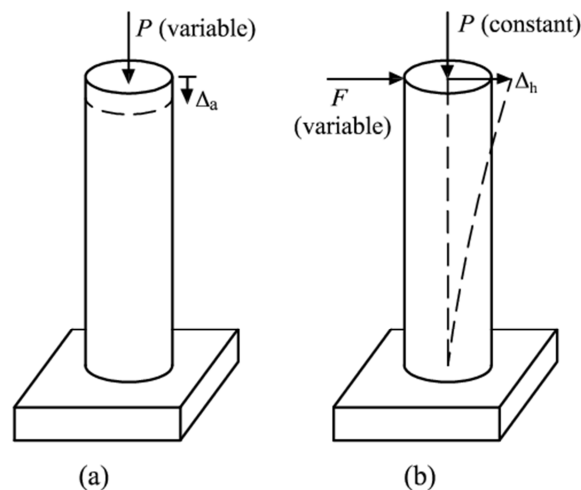 P (variable)
Δa
P (constant)
F
(variable)
Δh
(a)
(b)